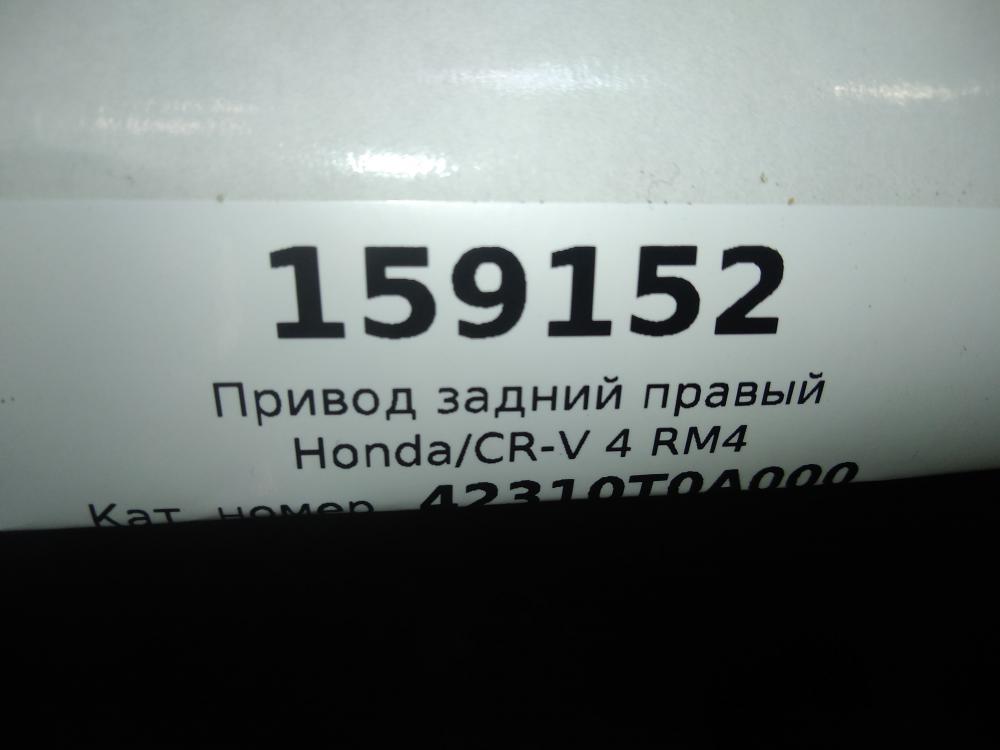 159152
Привод задний правый
Honda/CR-V 4 RM4
Кат. номер 42310T0A000